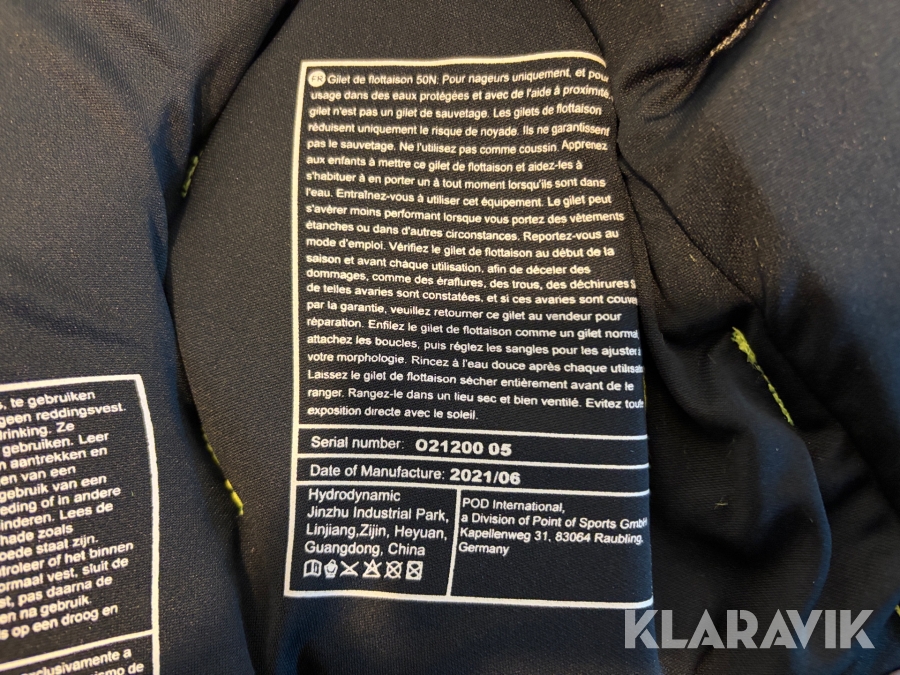 FR Gilet de flottaison 50N: Pour nageurs uniquement, et pour
usage dans des eaux protégées et avec de l'aide à proximité,
gilet n'est pas un gilet de sauvetage. Les gilets de flottaison
réduisent uniquement le risque de noyade. Ils ne garantissent
pas le sauvetage. Ne l'utilisez pas comme coussin. Apprenez
aux enfants à mettre ce gilet de flottaison et aidez-les à
s'habituer à en porter un à tout moment lorsqu'ils sont dans
l'eau. Entraînez-vous à utiliser cet équipement. Le gilet peut
s'avérer moins performant lorsque vous portez des vêtements
étanches ou dans d'autres circonstances. Reportez-vous au
mode d'emploi. Vérifiez le gilet de flottaison au début de la
saison et avant chaque utilisation, afin de déceler des
dommages, comme des éraflures, des trous, des déchirures S
de telles avaries sont constatées, et si ces avaries sont couve
par la garantie, veuillez retourner ce gilet au vendeur pour
réparation. Enfilez le gilet de flottaison comme un gilet normal
attachez les boucles, puis réglez les sangles pour les ajuster
votre morphologie. Rincez à l'eau douce après chaque utilisa
Laissez le gilet de flottaison sécher entièrement avant de le
ranger. Rangez-le dans un lieu sec et bien ventilé. Evitez toute
exposition directe avec le soleil.
Serial number: O21200 05
Date of Manufacture: 2021/06
Hydrodynamic
Jinzhu Industrial Park,
Linjiang,Zijin, Heyuan,
Guangdong, China
POD International,
a Division of Point of Sports GmbH
Kapellenweg 31, 83064 Raubling.
Germany
s, te gebruiken
geen reddingsvest.
drinking. Ze
gebruiken. Leer
n aantrekken en
en van een
gebruik van een
eding of in andere
inderen. Lees de
hade zoals
oede staat zijn.
troleer of het binnen
ormaal vest, sluit de
st, pas daarna de
en na gebruik
s op een droog en
clusivamente a
ismo de
KLARAVIK